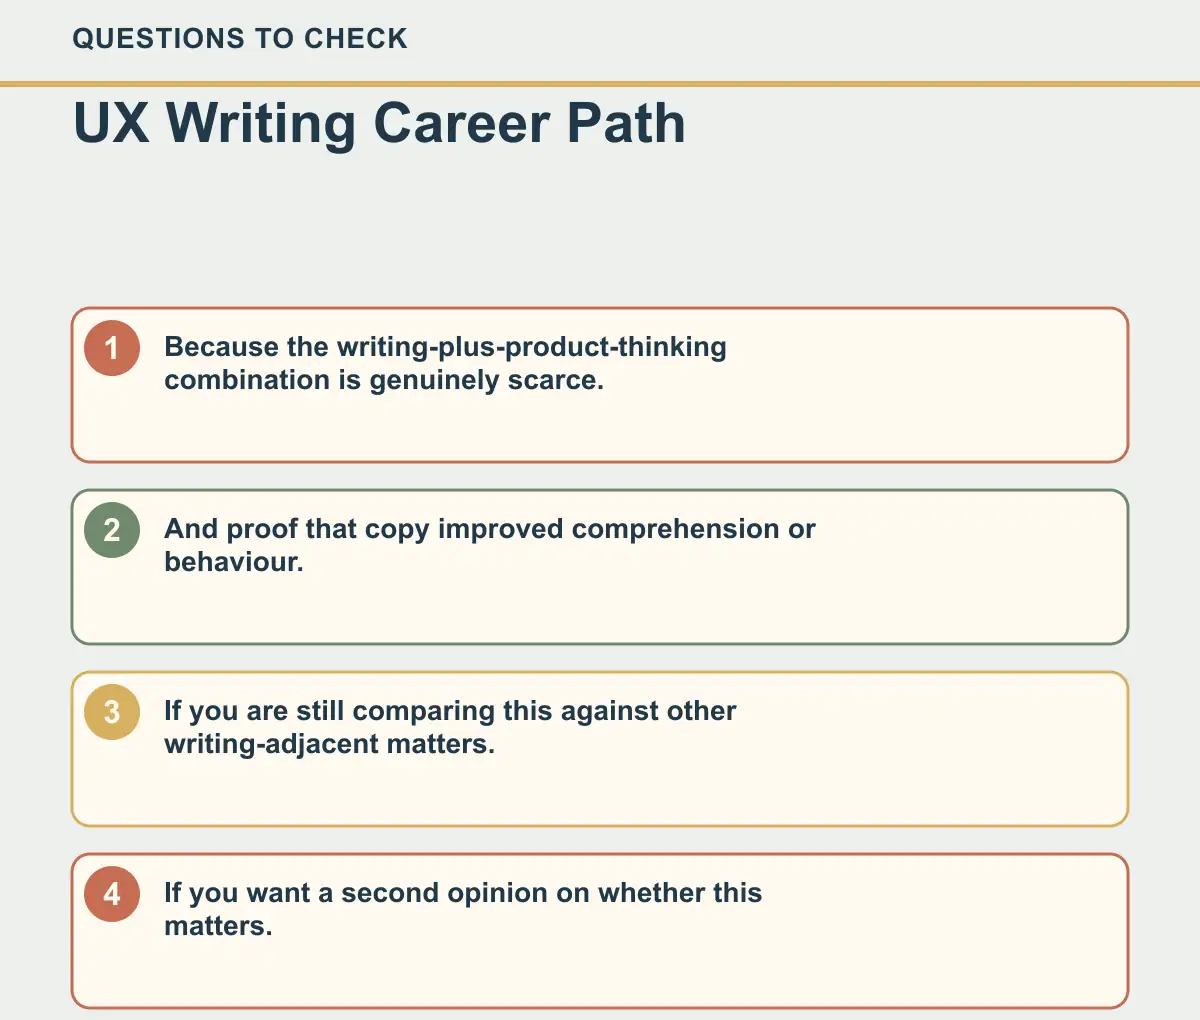 QUESTIONS TO CHECK
UX Writing Career Path
1
Because the writing-plus-product-thinking
combination is genuinely scarce.
2
And proof that copy improved comprehension or
behaviour.
3
If you are still comparing this against other
writing-adjacent matters.
4
If you want a second opinion on whether this
matters.